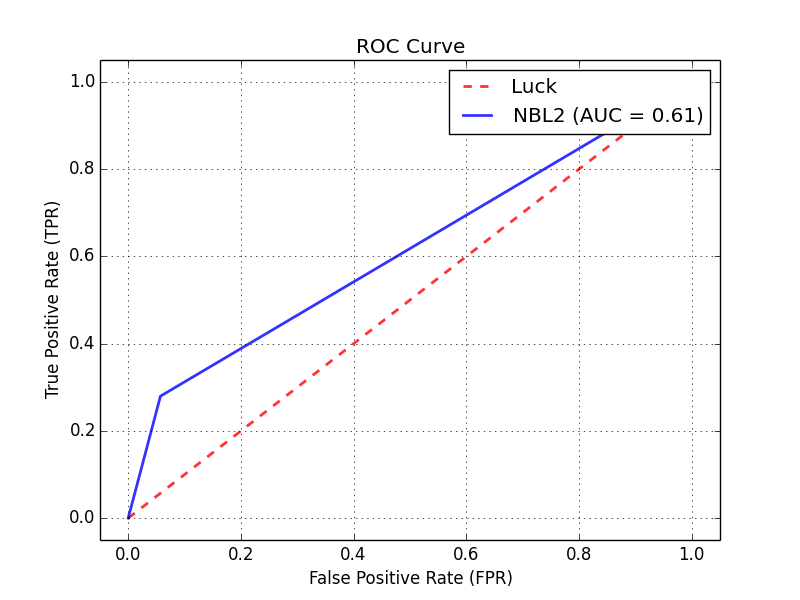 ROC Curve
Luck
NBL2 (AUC = 0.61)
1.0
0.8
0.6
0.4
0.2
0.0
True Positive Rate (TPR)
0.0 0.2 0.4 0.6 0.8 1.0
False Positive Rate (FPR)